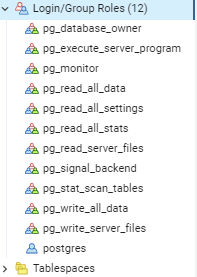 Login/Group Roles (12)
pg_database_owner
pg_execute_server_program
pg_monitor
pg_read_all_data
pg_read_all_settings
pg_read_all_stats
pg_read_server_files
pg_signal_backend
pg_stat_scan_tables
pg_write_all_data
pg_write_server_files
postgres
Tablespaces